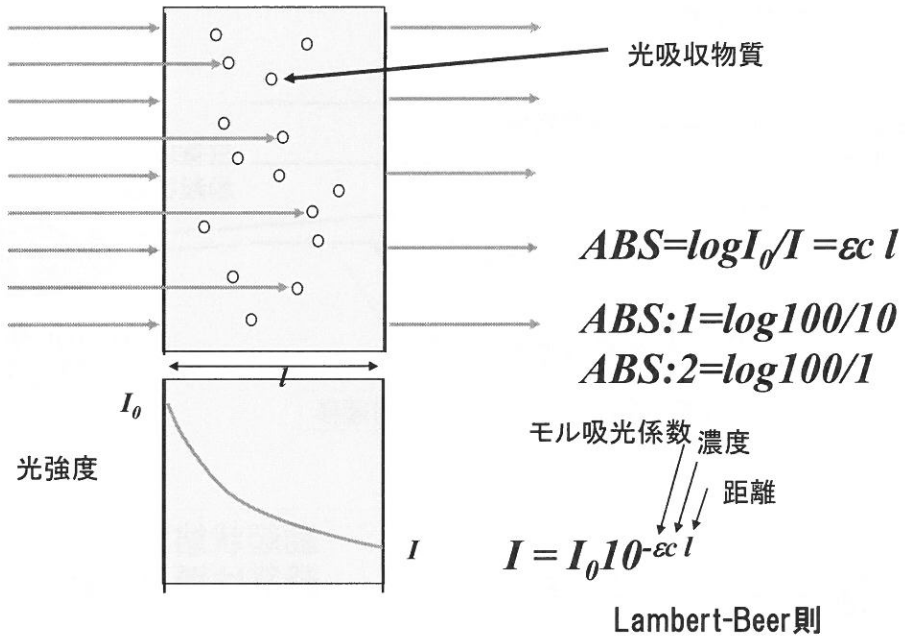 光吸収物質
ABS=logI₀/I =εc l
ABS:1=log100/10
ABS:2=log100/1
l
I₀
光強度
I
モル吸光係数 濃度
距離
I = I₀10^-εc l
Lambert-Beer則